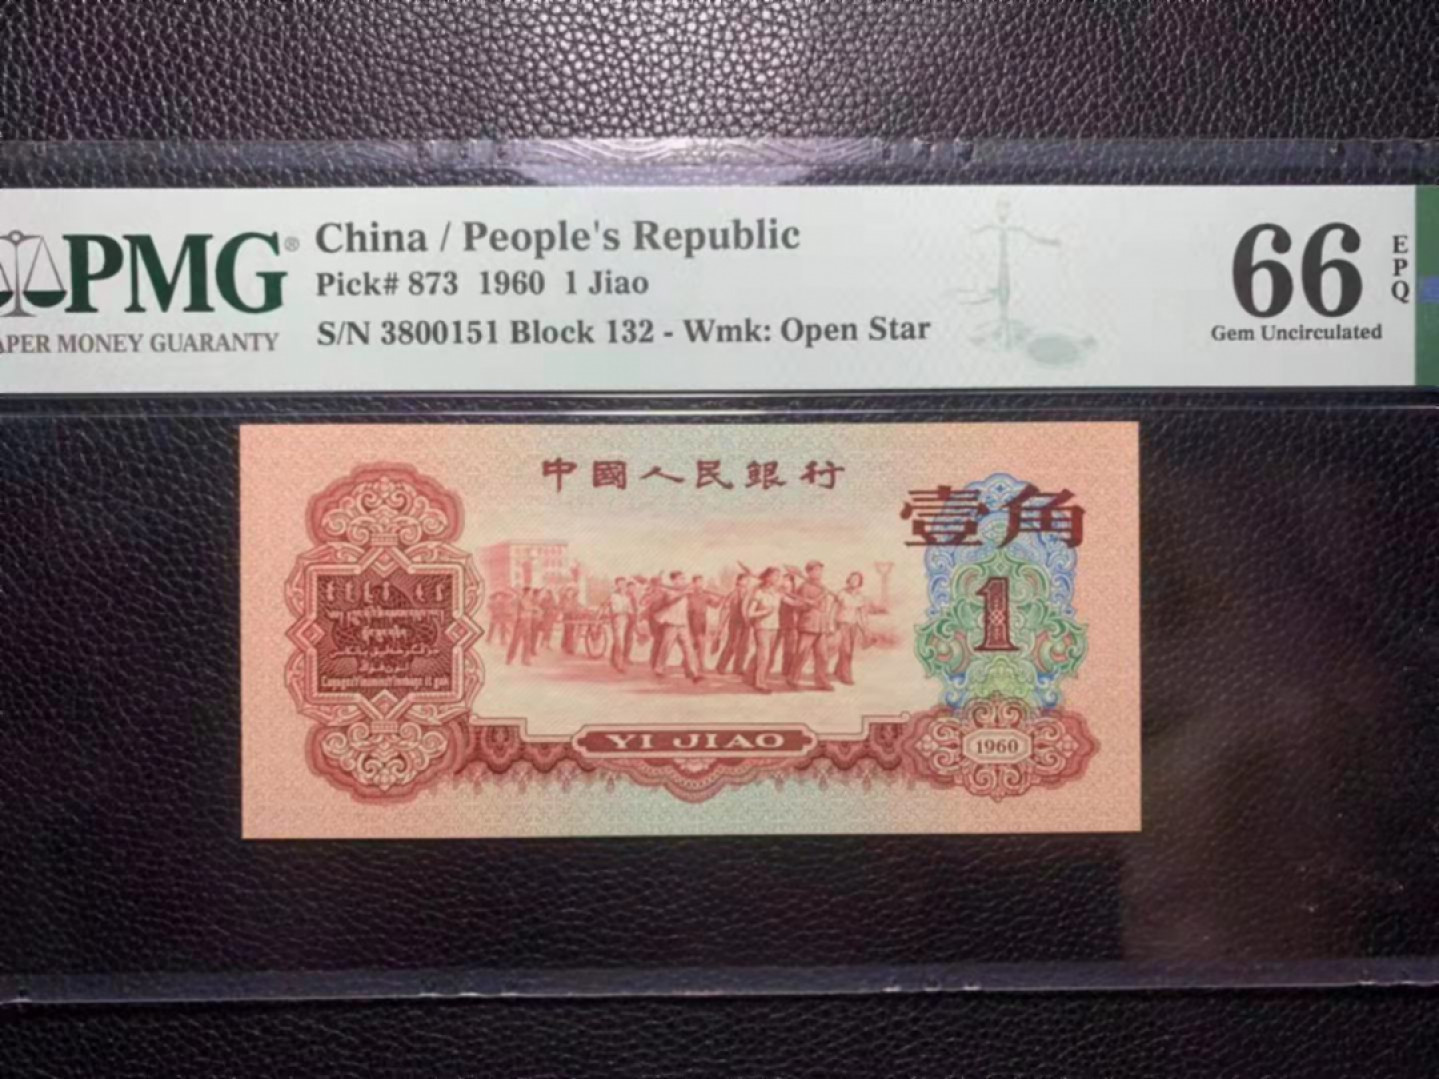 PMG®
PAPER MONEY GUARANTY
China / People's Republic
Pick# 873 1960 1 Jiao
S/N 3800151 Block 132 - Wmk: Open Star
66
EPQ
Gem Uncirculated
中國人民銀行
壹角
1
YI JIAO
1960